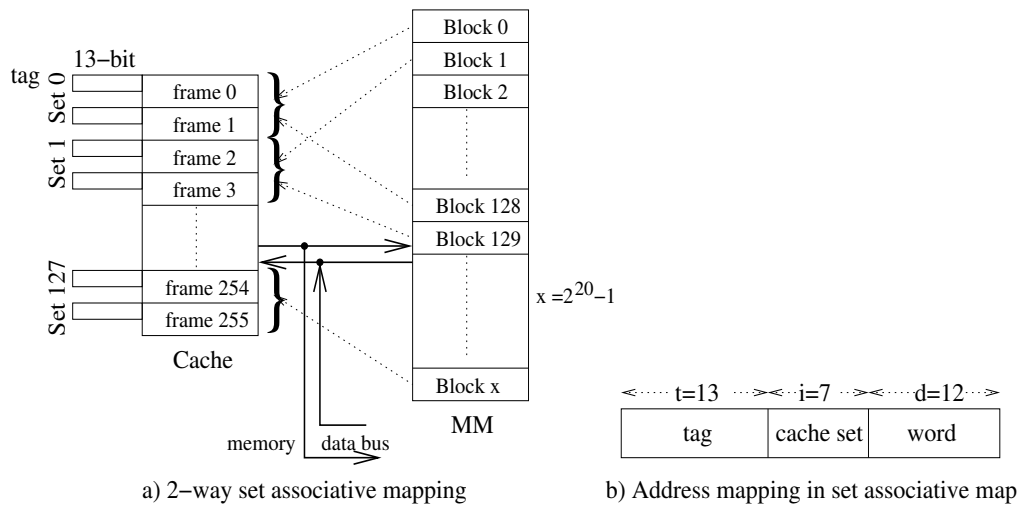 13−bit
tag
Set 0
Set 1
Set 127
frame 0
frame 1
frame 2
frame 3
frame 254
frame 255
Cache
Block 0
Block 1
Block 2
Block 128
Block 129
Block x
MM
x =2^20−1
memory data bus
a) 2−way set associative mapping
t=13 i=7 d=12
tag cache set word
b) Address mapping in set associative map